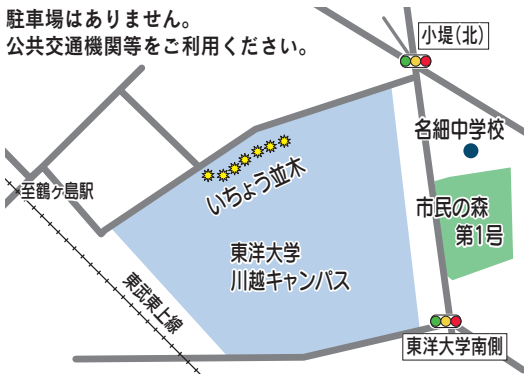 駐車場はありません。
公共交通機関等をご利用ください。
小堤(北)
名細中学校
いちょう並木
至鶴ヶ島駅
市民の森
第1号
東洋大学
川越キャンパス
東武東上線
東洋大学南側